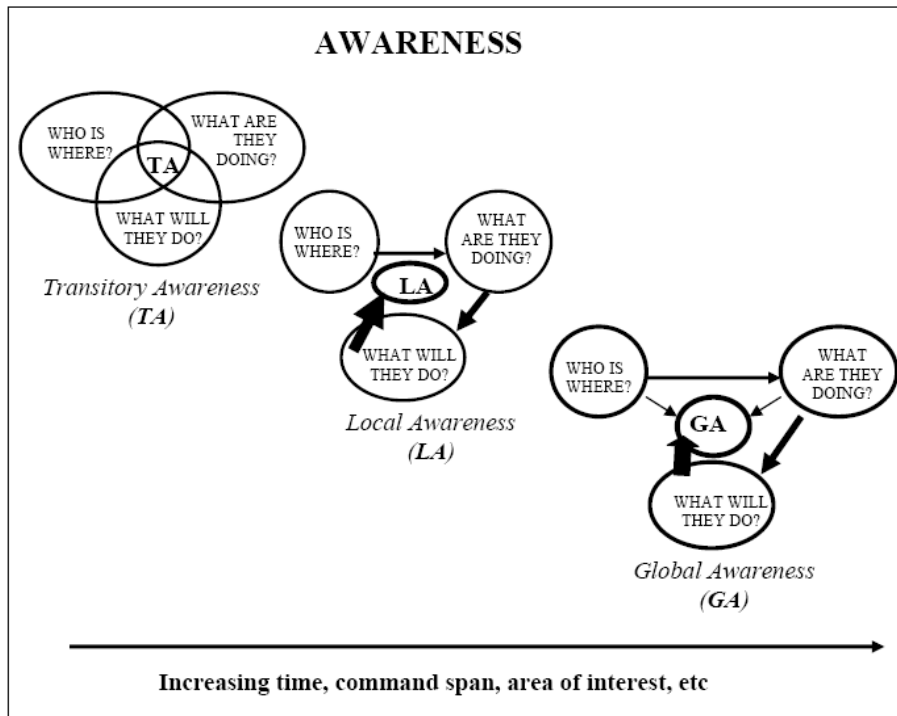 AWARENESS
WHO IS
WHERE?
WHAT ARE
THEY
DOING?
TA
WHAT WILL
THEY DO?
Transitory Awareness
(TA)
WHO IS
WHERE?
WHAT
ARE THEY
DOING?
LA
WHAT WILL
THEY DO?
Local Awareness
(LA)
WHO IS
WHERE?
WHAT
ARE THEY
DOING?
GA
WHAT WILL
THEY DO?
Global Awareness
(GA)
Increasing time, command span, area of interest, etc